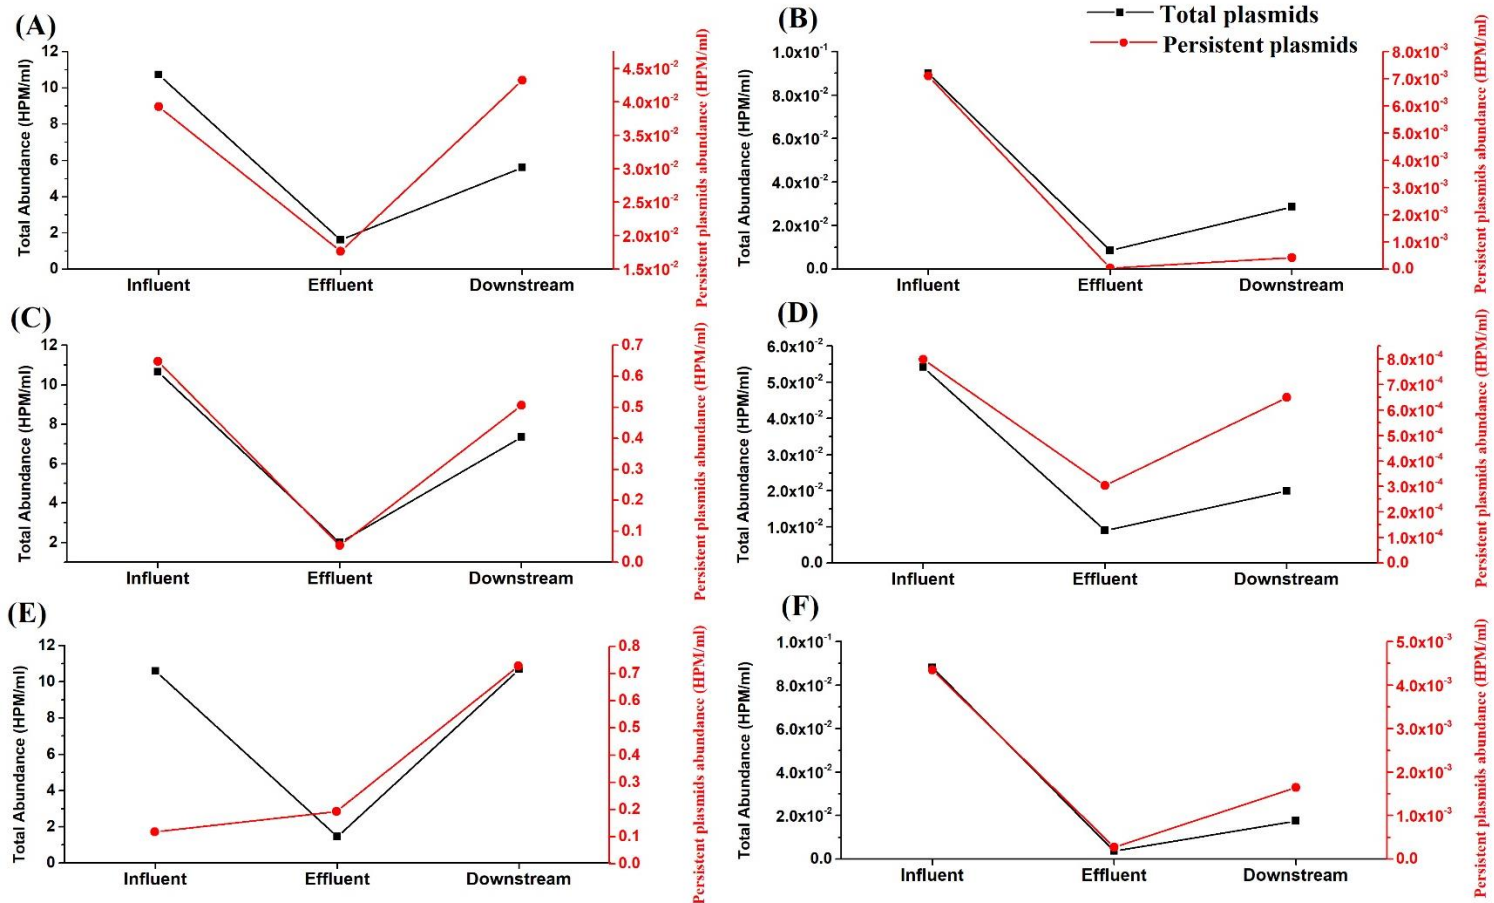 (A)
Total Abundance (HPM/ml)
12
10
8
6
4
2
0
Influent
Effluent
Downstream
4.5x10⁻²
4.0x10⁻²
3.5x10⁻²
3.0x10⁻²
2.5x10⁻²
2.0x10⁻²
1.5x10⁻²
Persistent plasmids abundance (HPM/ml)
(B)
Total plasmids
Persistent plasmids
Total Abundance (HPM/ml)
1.0x10⁻¹
8.0x10⁻²
6.0x10⁻²
4.0x10⁻²
2.0x10⁻²
0.0
Influent
Effluent
Downstream
8.0x10⁻³
7.0x10⁻³
6.0x10⁻³
5.0x10⁻³
4.0x10⁻³
3.0x10⁻³
2.0x10⁻³
1.0x10⁻³
0.0
Persistent plasmids abundance (HPM/ml)
(C)
Total Abundance (HPM/ml)
12
10
8
6
4
2
Influent
Effluent
Downstream
0.7
0.6
0.5
0.4
0.3
0.2
0.1
0.0
Persistent plasmids abundance (HPM/ml)
(D)
Total Abundance (HPM/ml)
6.0x10⁻²
5.0x10⁻²
4.0x10⁻²
3.0x10⁻²
2.0x10⁻²
1.0x10⁻²
0.0
Influent
Effluent
Downstream
8.0x10⁻⁴
7.0x10⁻⁴
6.0x10⁻⁴
5.0x10⁻⁴
4.0x10⁻⁴
3.0x10⁻⁴
2.0x10⁻⁴
1.0x10⁻⁴
0.0
Persistent plasmids abundance (HPM/ml)
(E)
Total Abundance (HPM/ml)
12
10
8
6
4
2
0
Influent
Effluent
Downstream
0.8
0.7
0.6
0.5
0.4
0.3
0.2
0.1
0.0
Persistent plasmids abundance (HPM/ml)
(F)
Total Abundance (HPM/ml)
1.0x10⁻¹
8.0x10⁻²
6.0x10⁻²
4.0x10⁻²
2.0x10⁻²
0.0
Influent
Effluent
Downstream
5.0x10⁻³
4.0x10⁻³
3.0x10⁻³
2.0x10⁻³
1.0x10⁻³
0.0
Persistent plasmids abundance (HPM/ml)